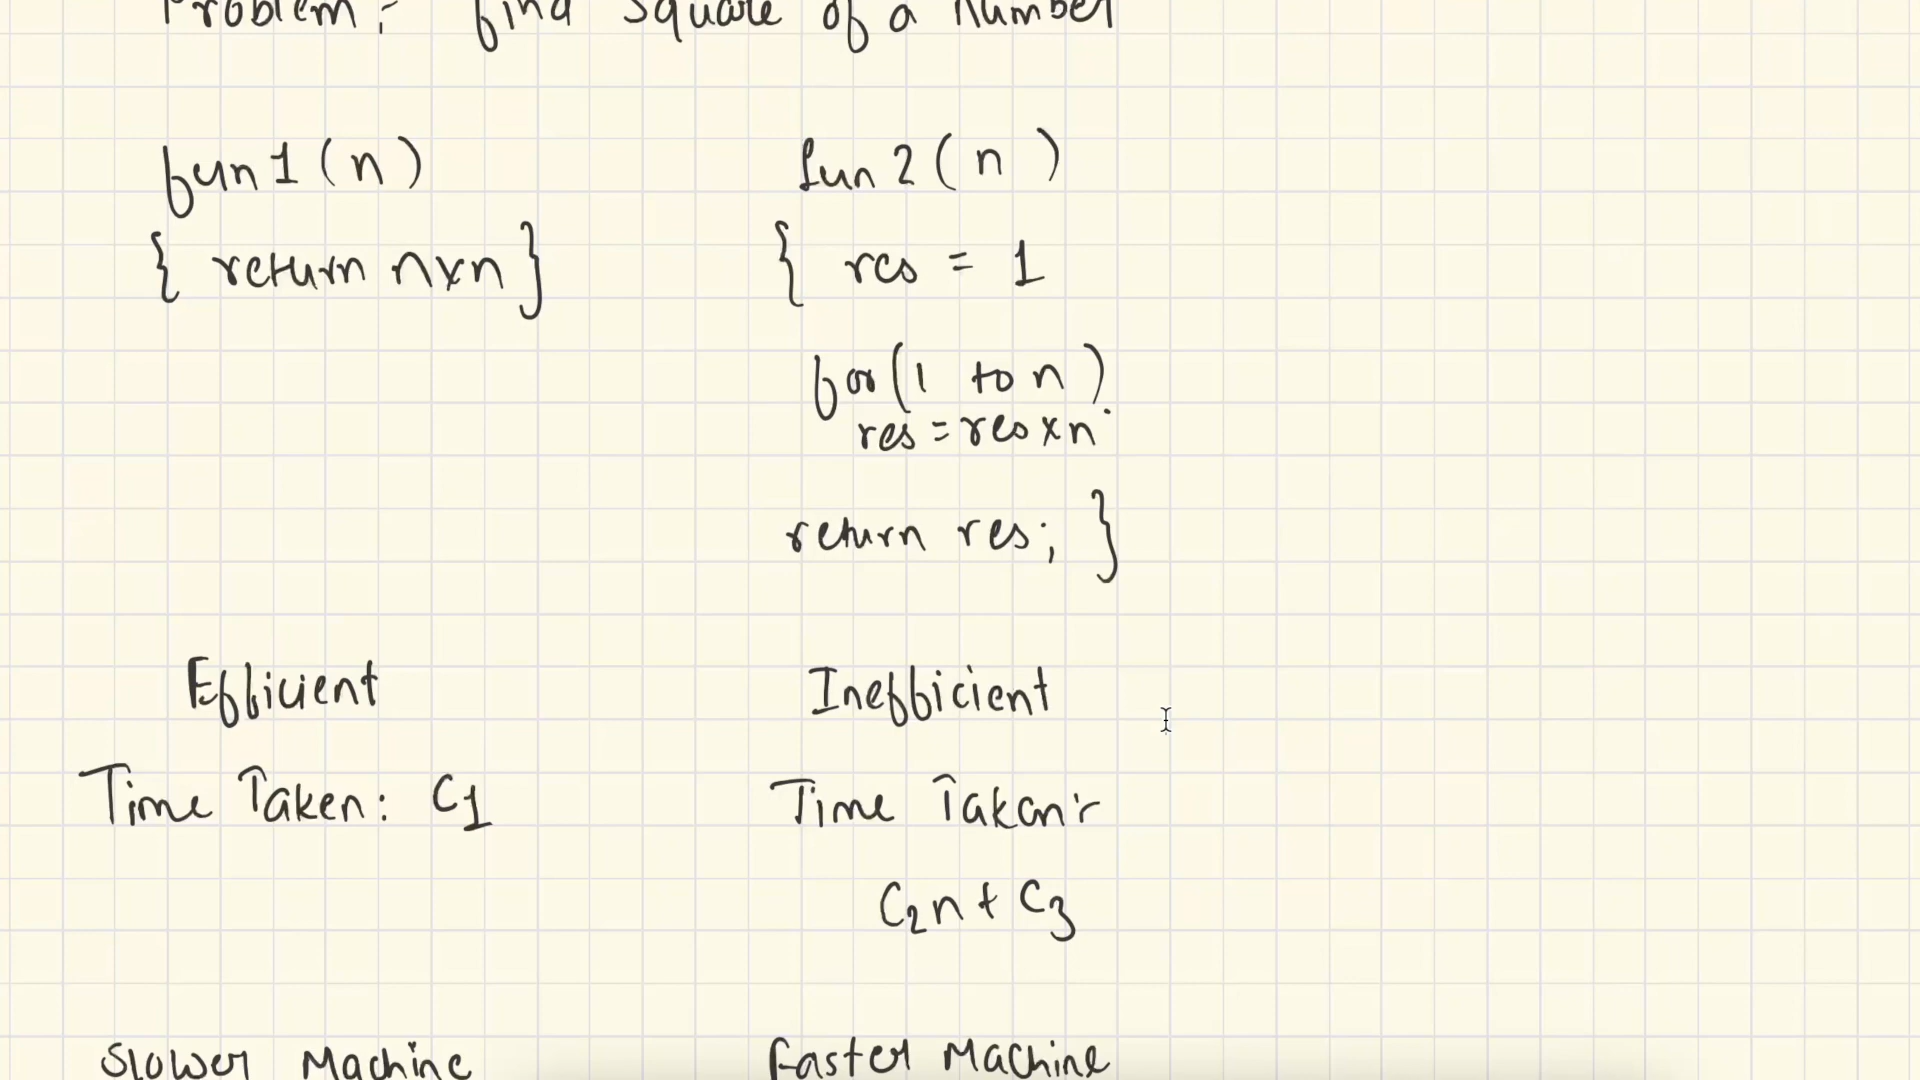 Problem: find square of a number
fun1(n)
{ return n×n}
fun2(n)
{ res = 1
for(1 to n)
res = res×n
return res; }
Efficient
Time Taken: C1
Inefficient
Time Taken:
C2n + C3
Slower Machine
Faster Machine